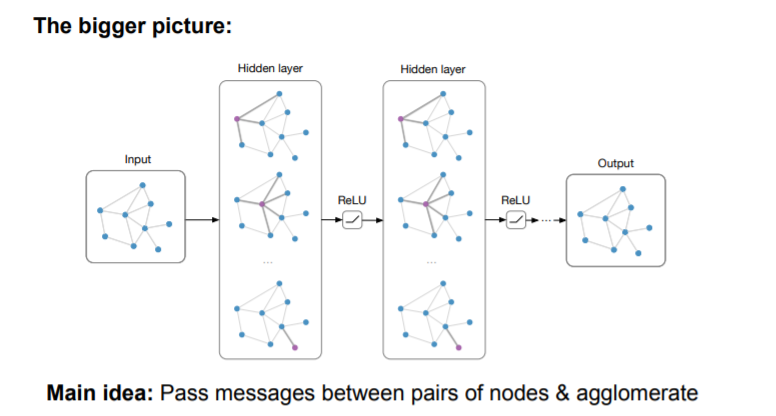 The bigger picture:
Hidden layer
Hidden layer
Input
Output
ReLU
ReLU
...
...
Main idea: Pass messages between pairs of nodes & agglomerate